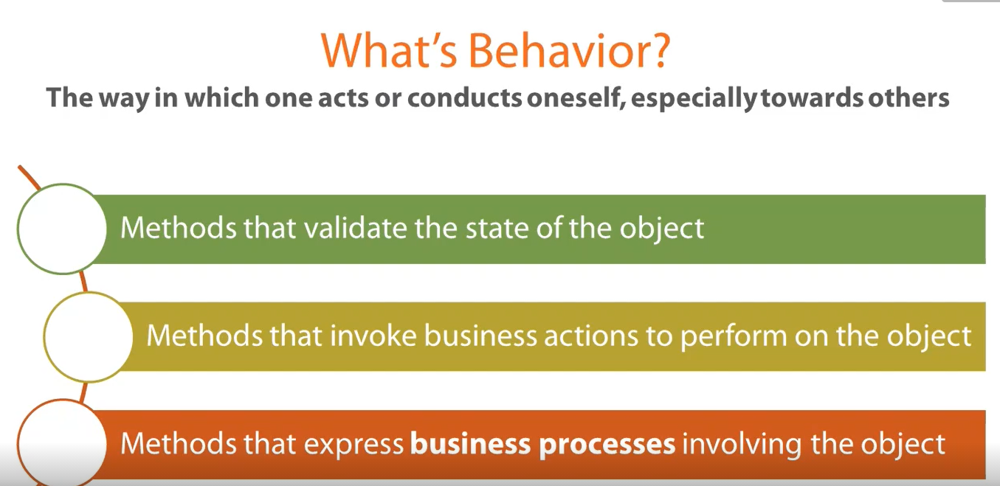 What’s Behavior?
The way in which one acts or conducts oneself, especially towards others
Methods that validate the state of the object
Methods that invoke business actions to perform on the object
Methods that express business processes involving the object